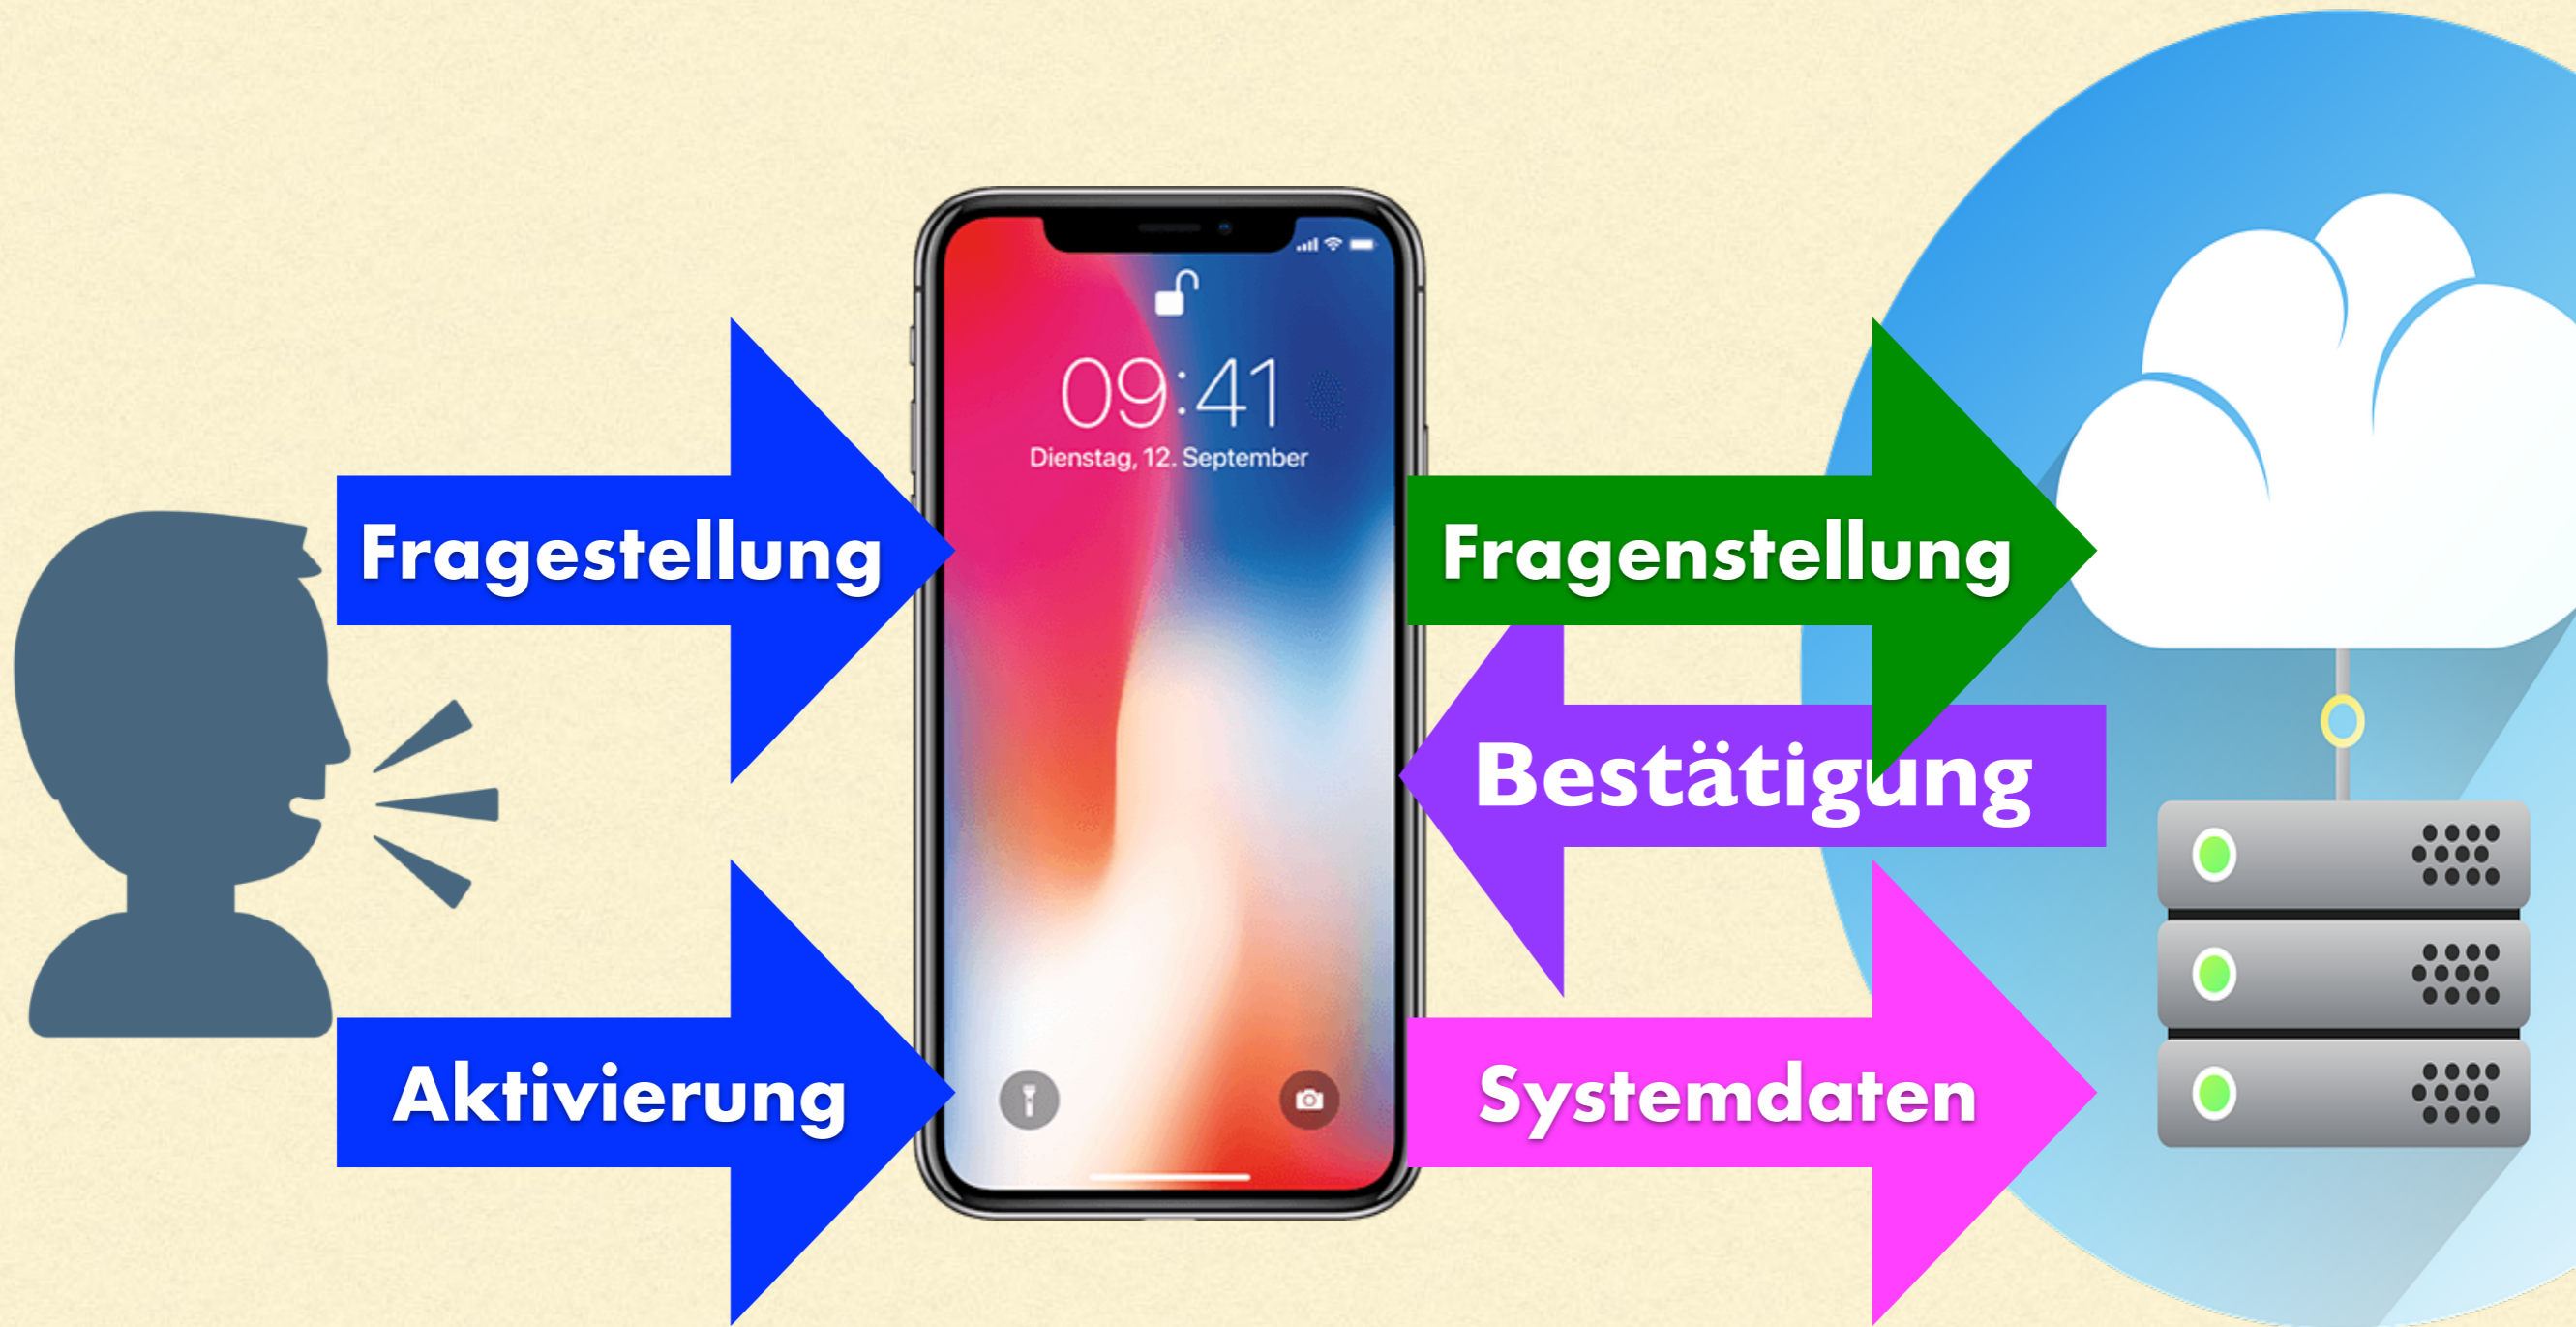 09:41
Dienstag, 12. September
Fragestellung
Fragenstellung
Bestätigung
Aktivierung
Systemdaten